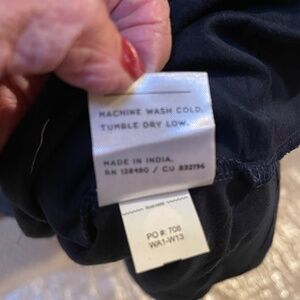 MACHINE WASH COLD.
TUMBLE DRY LOW.
MADE IN INDIA.
RN 128480 / CU 832796
PO #: 706
WA1-W13